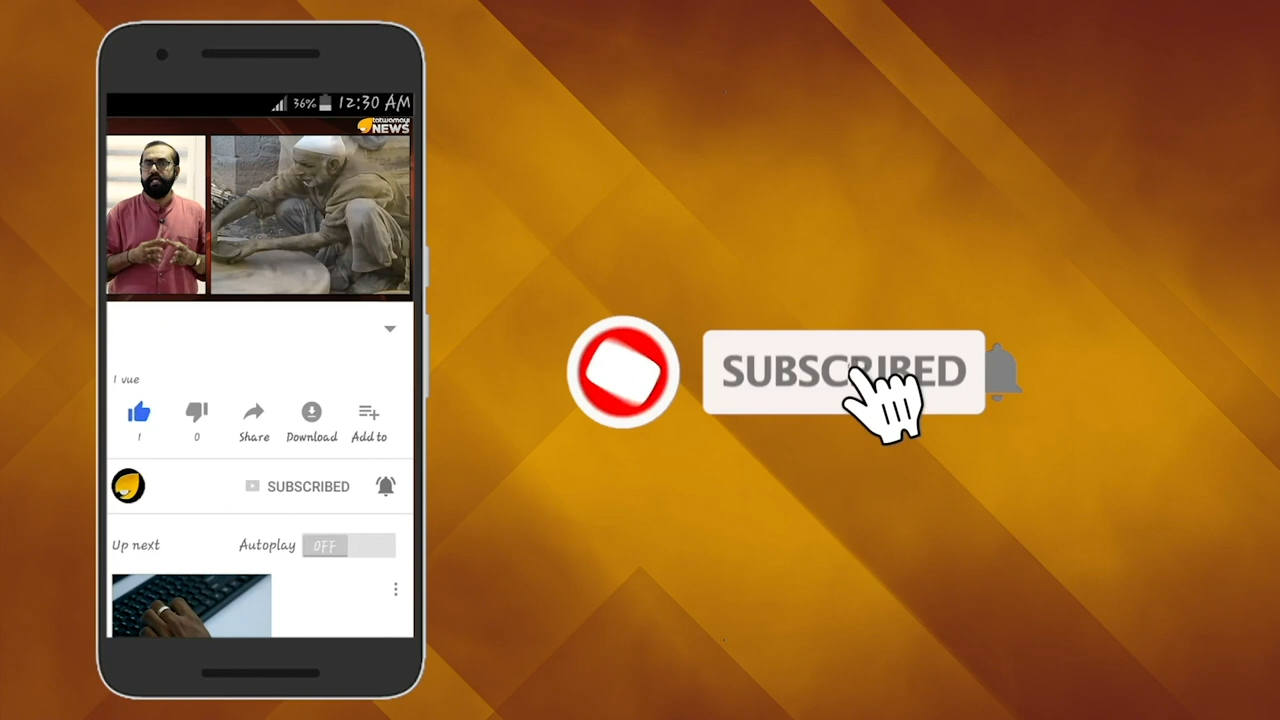 36% 12:30 AM
tatwamayi
NEWS
1 vue
1
0
Share
Download
Add to
SUBSCRIBED
Up next
Autoplay
OFF
SUBSCRIBED